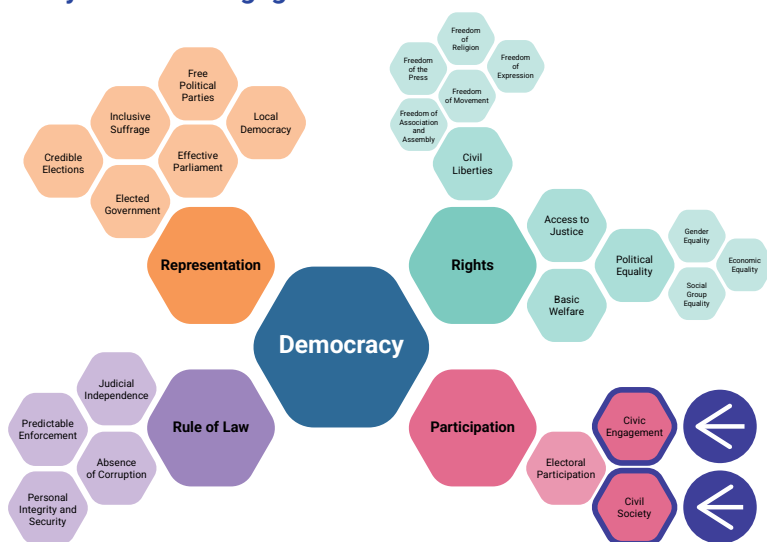 Freedom
of
Religion
Freedom
of the
Press
Freedom
of
Expression
Freedom
of Movement
Freedom of
Association
and
Assembly
Civil
Liberties
Free
Political
Parties
Inclusive
Suffrage
Local
Democracy
Credible
Elections
Effective
Parliament
Elected
Government
Representation
Rights
Access to
Justice
Basic
Welfare
Political
Equality
Gender
Equality
Economic
Equality
Social
Group
Equality
Democracy
Judicial
Independence
Predictable
Enforcement
Absence
of Corruption
Personal
Integrity and
Security
Rule of Law
Participation
Electoral
Participation
Civic
Engagement
Civil
Society